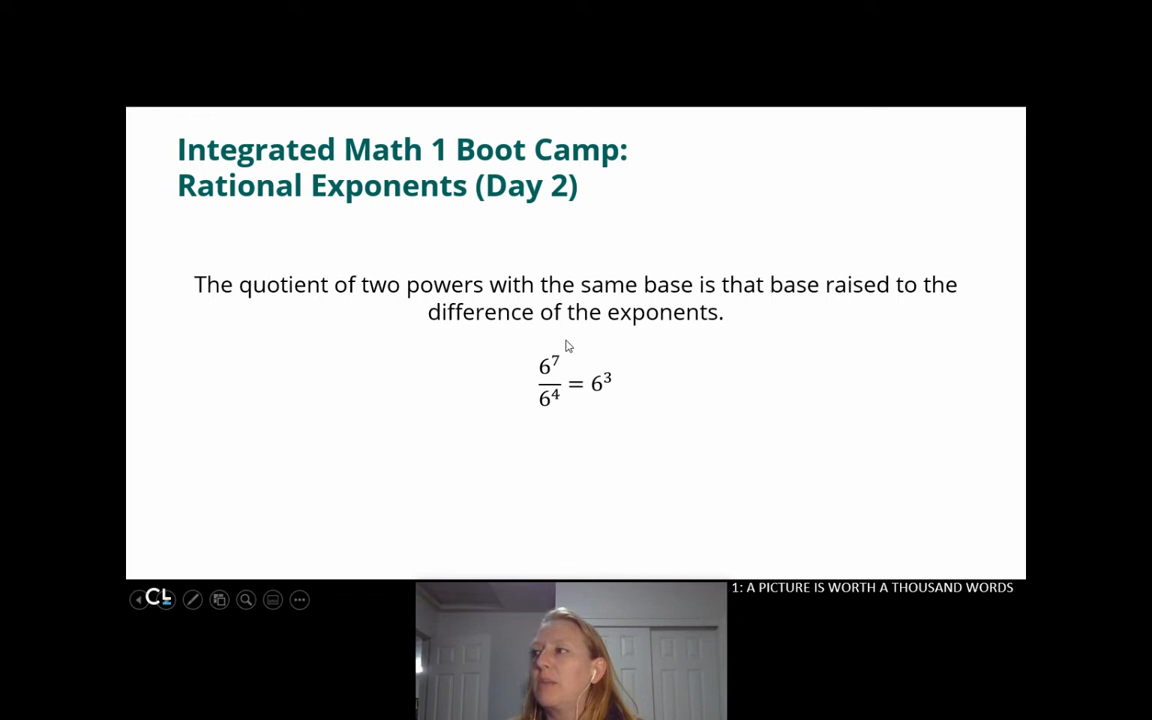 Integrated Math 1 Boot Camp:
Rational Exponents (Day 2)
The quotient of two powers with the same base is that base raised to the
difference of the exponents.
6⁷/6⁴ = 6³
CL
1: A PICTURE IS WORTH A THOUSAND WORDS